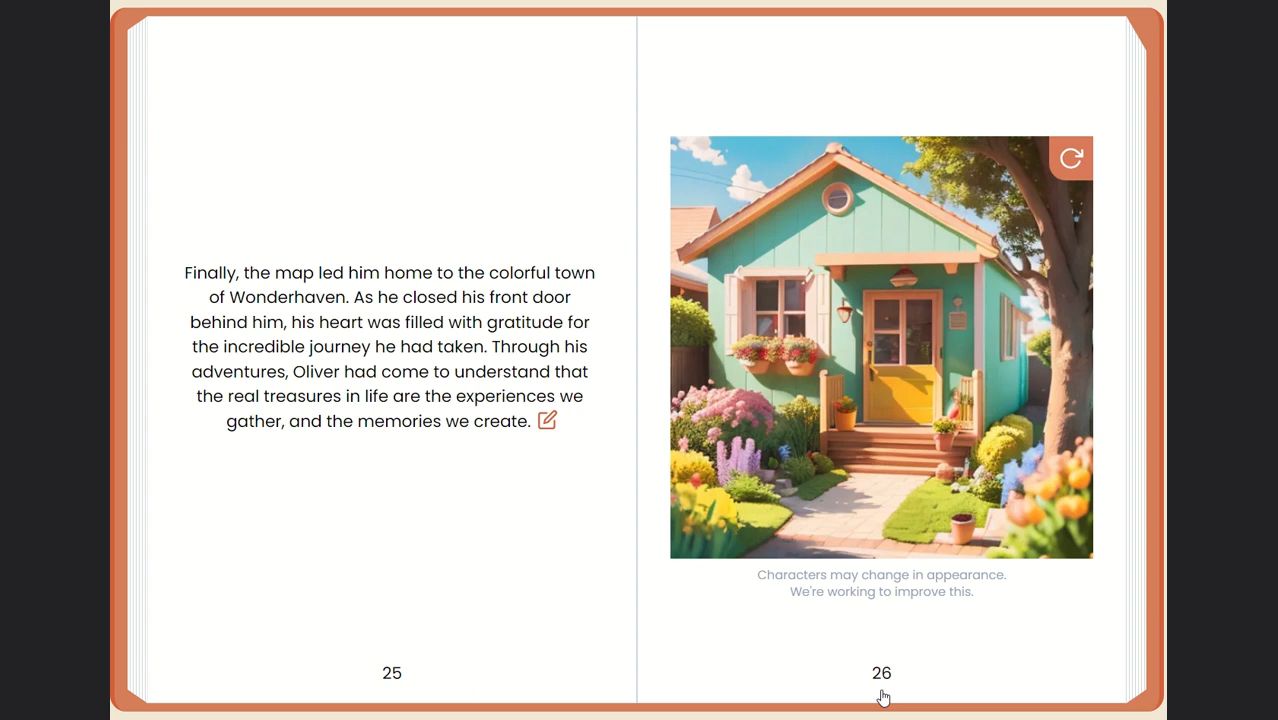 Finally, the map led him home to the colorful town
of Wonderhaven. As he closed his front door
behind him, his heart was filled with gratitude for
the incredible journey he had taken. Through his
adventures, Oliver had come to understand that
the real treasures in life are the experiences we
gather, and the memories we create.
25
Characters may change in appearance.
We're working to improve this.
26